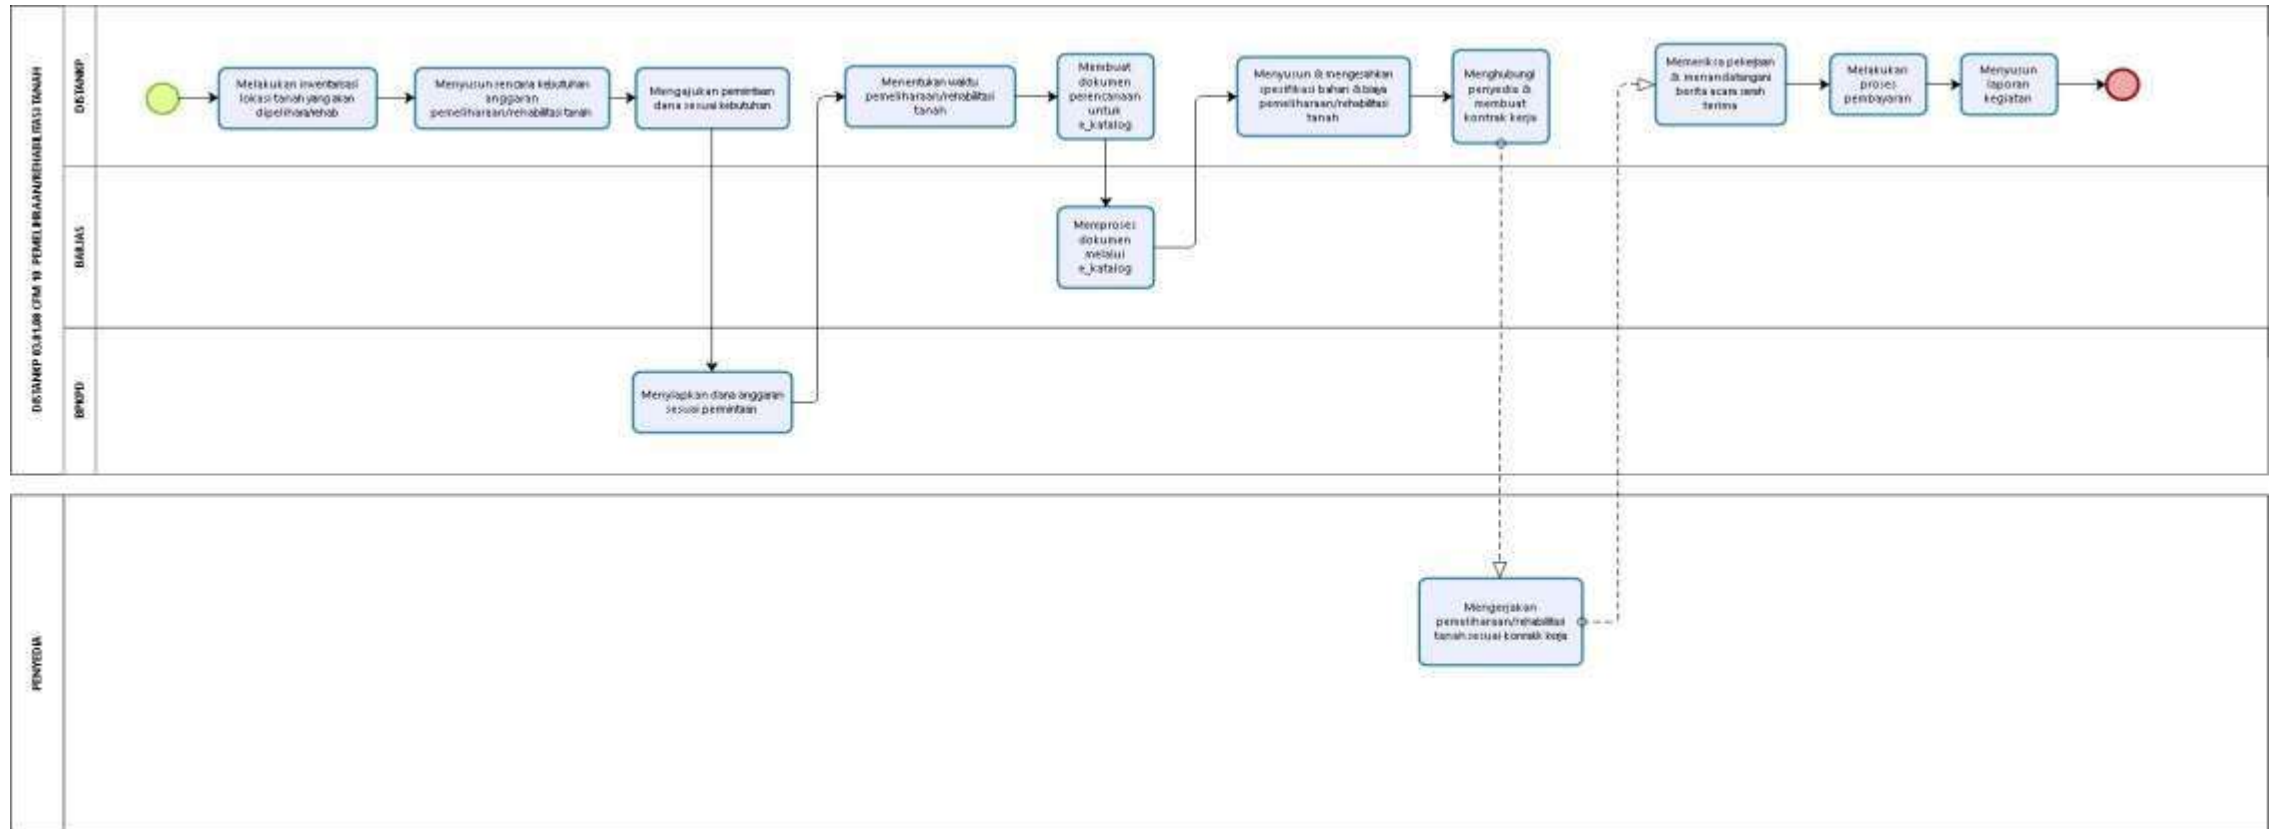 DISTANKP 03.01.08 CFM 10 PEMELIHRAAN/REHABILITASI TANAH
DISTANKP
Melakukan inventarisasi
lokasi tanah yang akan
dipelihara/rehab
Menyusun rencana kebutuhan
anggaran
pemeliharaan/rehabilitasi tanah
Mengajukan permintaan
dana sesuai kebutuhan
Menentukan waktu
pemeliharaan/rehabilitasi
tanah
Membuat
dokumen
perencanaan
untuk
e_katalog
Menyusun & mengesahkan
spesifikasi bahan & biaya
pemeliharaan/rehabilitasi
tanah
Menghubungi
penyedia &
membuat
kontrak kerja
Memeriksa pekerjaan
& menandatangani
berita acara serah
terima
Melakukan
proses
pembayaran
Menyusun
laporan
kegiatan
BARJAS
Memproses
dokumen
melalui
e_katalog
BPKPD
Menyiapkan dana anggaran
sesuai permintaan
PENYEDIA
Mengerjakan
pemeliharaan/rehabilitasi
tanah sesuai kontrak kerja